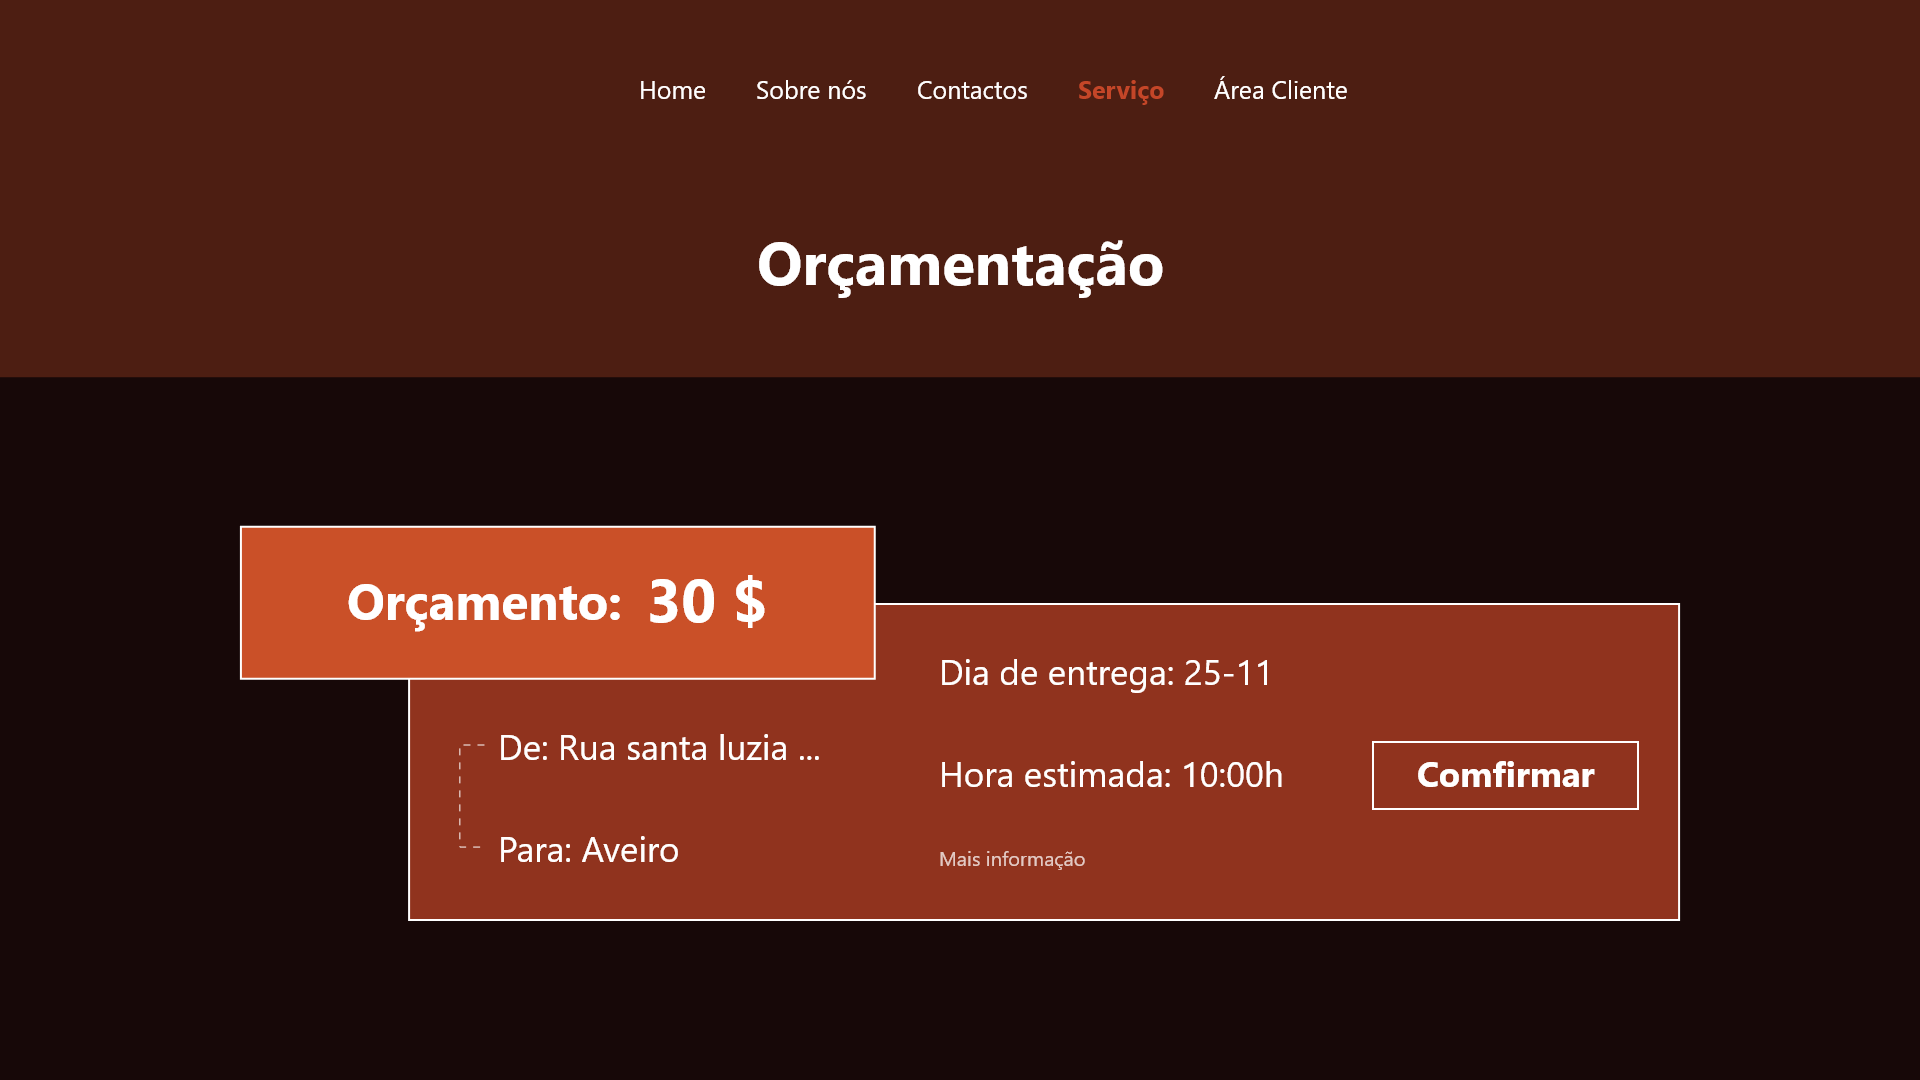 Home Sobre nós Contactos Serviço Área Cliente
Orçamentação
Orçamento: 30 $
De: Rua santa luzia ...
Para: Aveiro
Dia de entrega: 25-11
Hora estimada: 10:00h
Mais informação
Comfirmar